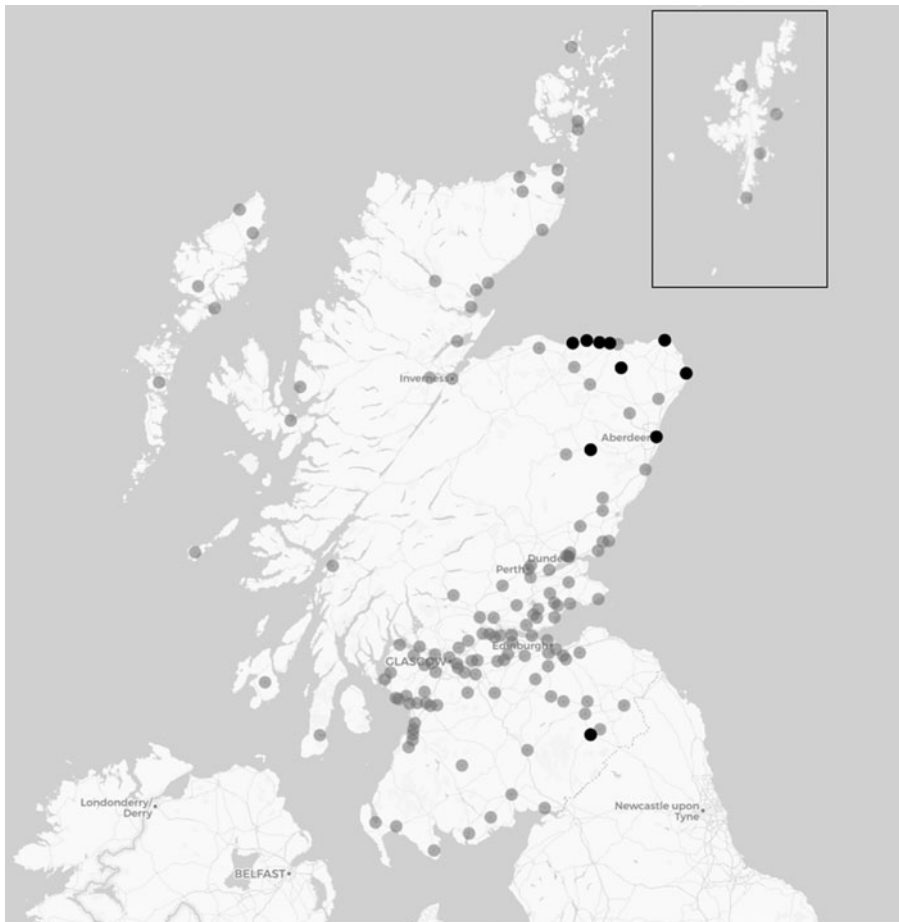 Inverness
Aberdeen
Dundee
Perth
Edinburgh
GLASGOW
Londonderry/
Derry
Newcastle upon
Tyne
BELFAST